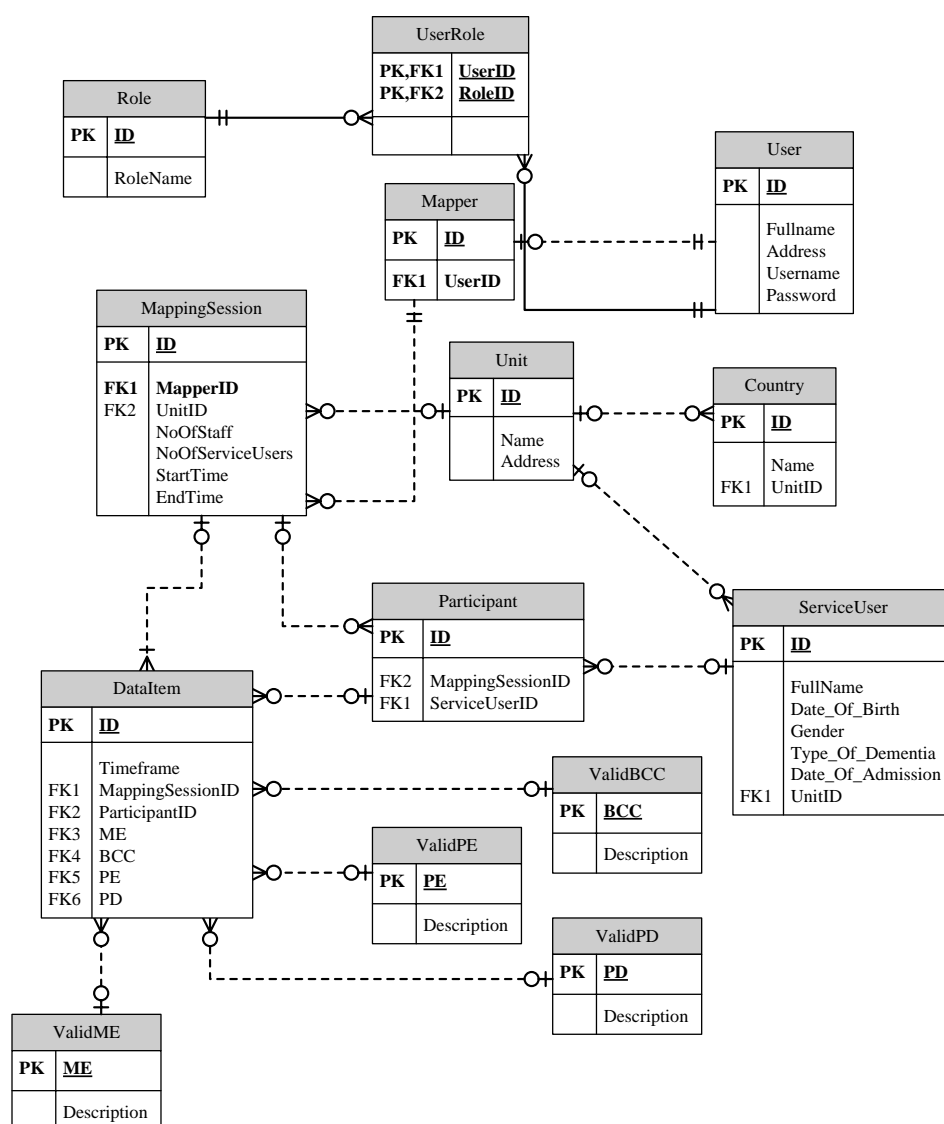 UserRole
PK,FK1 UserID
PK,FK2 RoleID
Role
PK ID
RoleName
User
PK ID
Fullname
Address
Username
Password
Mapper
PK ID
FK1 UserID
MappingSession
PK ID
FK1 MapperID
FK2 UnitID
NoOfStaff
NoOfServiceUsers
StartTime
EndTime
Unit
PK ID
Name
Address
Country
PK ID
Name
FK1 UnitID
Participant
PK ID
FK2 MappingSessionID
FK1 ServiceUserID
ServiceUser
PK ID
FullName
Date_Of_Birth
Gender
Type_Of_Dementia
Date_Of_Admission
FK1 UnitID
DataItem
PK ID
Timeframe
FK1 MappingSessionID
FK2 ParticipantID
FK3 ME
FK4 BCC
FK5 PE
FK6 PD
ValidBCC
PK BCC
Description
ValidPE
PK PE
Description
ValidPD
PK PD
Description
ValidME
PK ME
Description